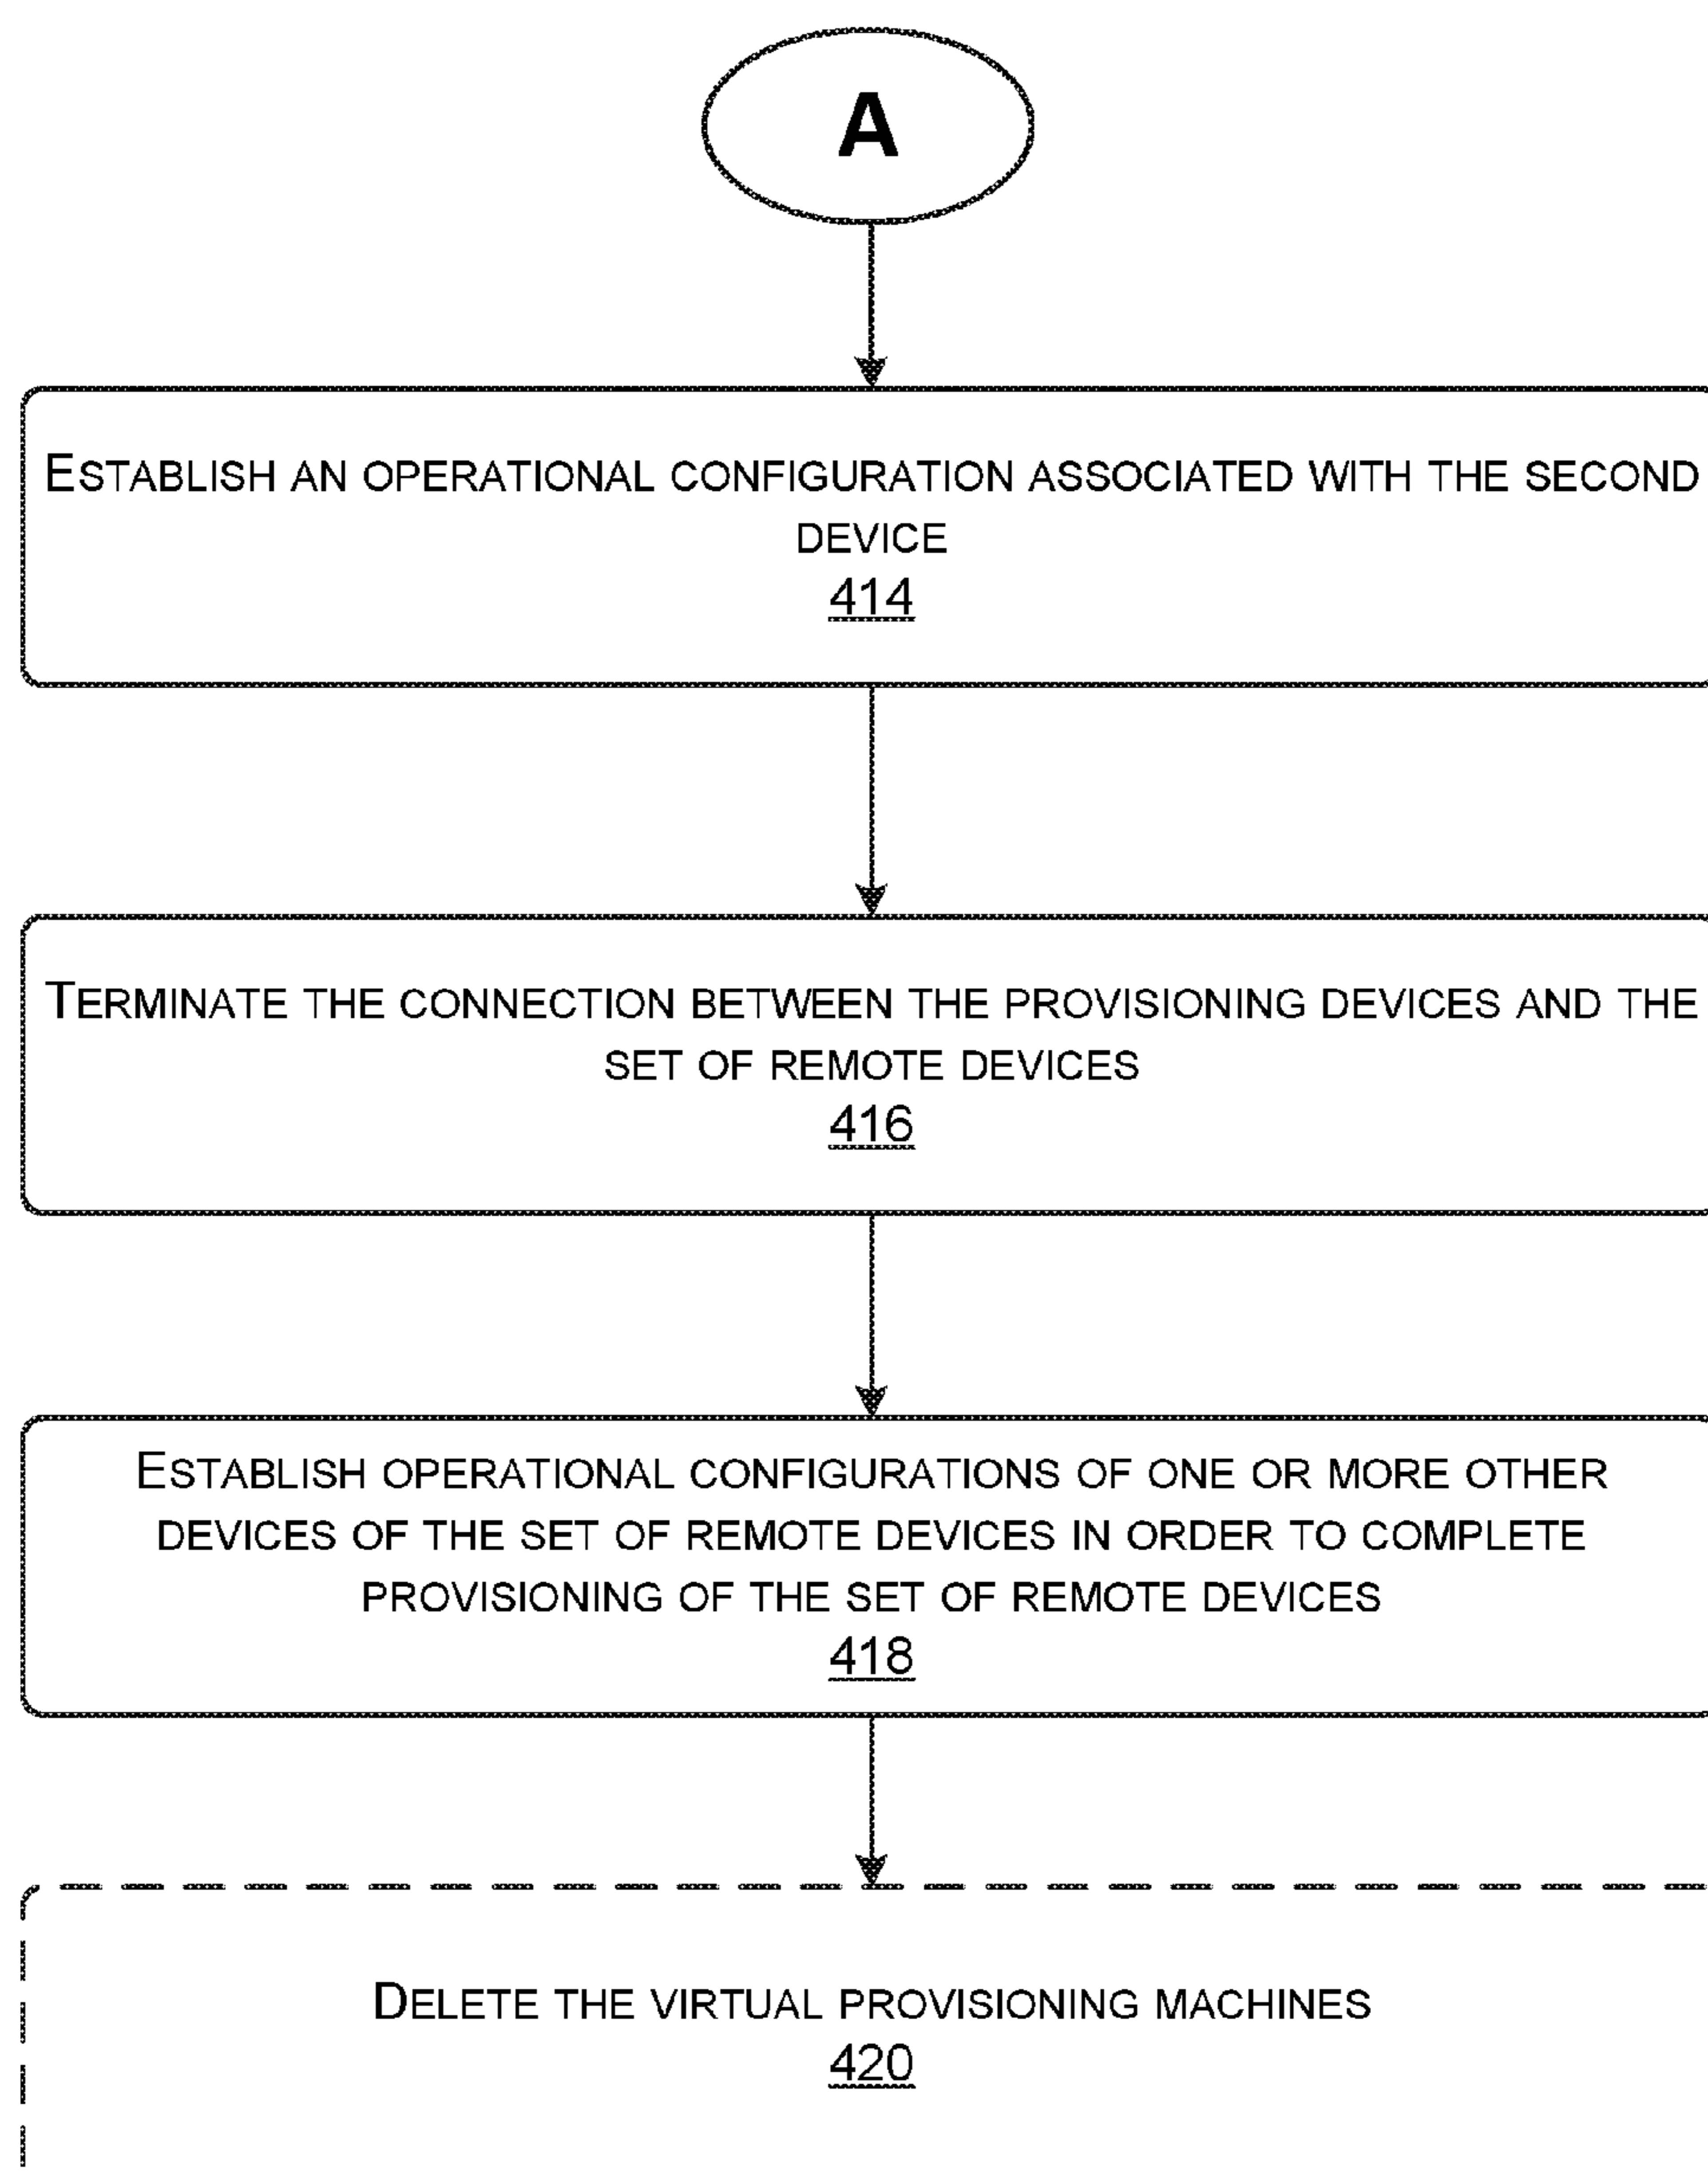 A
ESTABLISH AN OPERATIONAL CONFIGURATION ASSOCIATED WITH THE SECOND
DEVICE
414
TERMINATE THE CONNECTION BETWEEN THE PROVISIONING DEVICES AND THE
SET OF REMOTE DEVICES
416
ESTABLISH OPERATIONAL CONFIGURATIONS OF ONE OR MORE OTHER
DEVICES OF THE SET OF REMOTE DEVICES IN ORDER TO COMPLETE
PROVISIONING OF THE SET OF REMOTE DEVICES
418
DELETE THE VIRTUAL PROVISIONING MACHINES
420